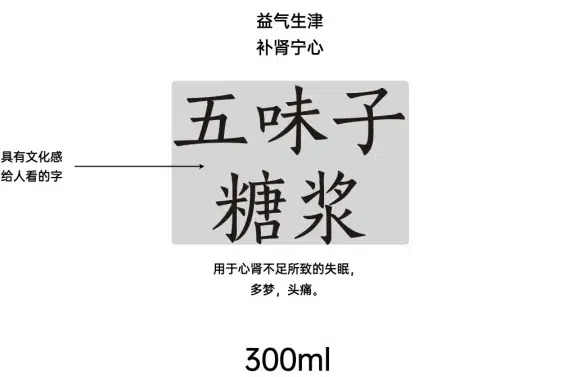 益气生津
补肾宁心
五味子
糖浆
具有文化感
给人看的字
用于心肾不足所致的失眠，
多梦，头痛。
300ml